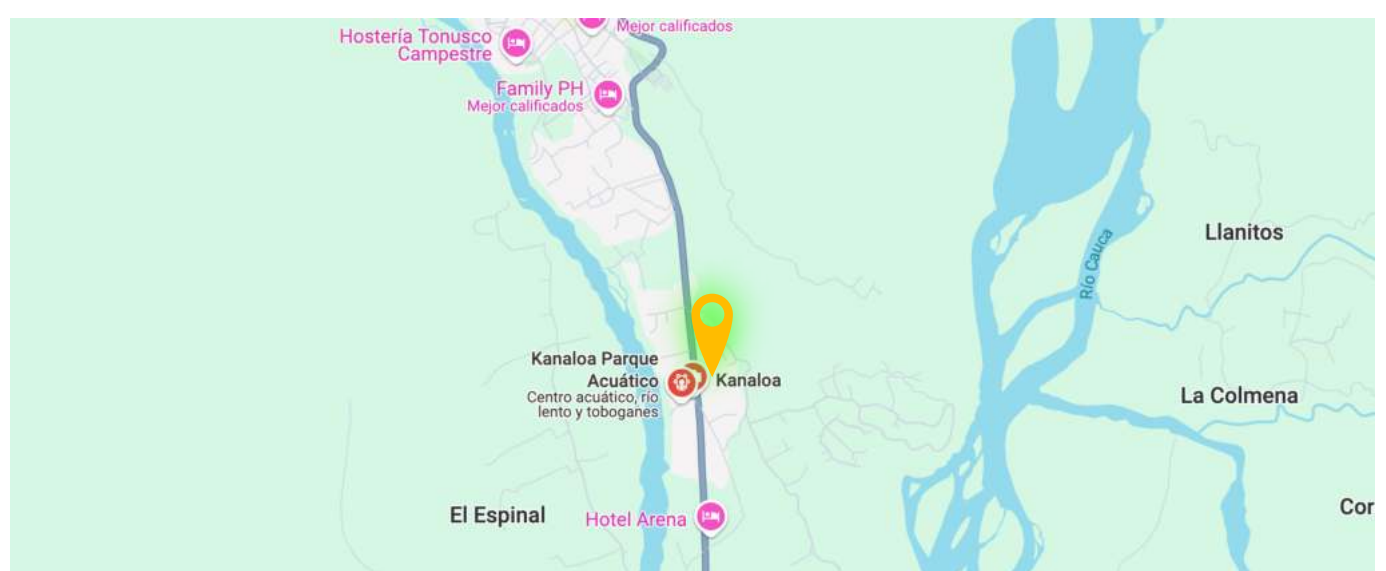 Mejor calificados
Hostería Tonusco
Campestre
Family PH
Mejor calificados
Llanitos
Río Cauca
Kanaloa Parque
Acuático
Centro acuático, río
lento y toboganes
Kanaloa
La Colmena
El Espinal
Hotel Arena
Cor